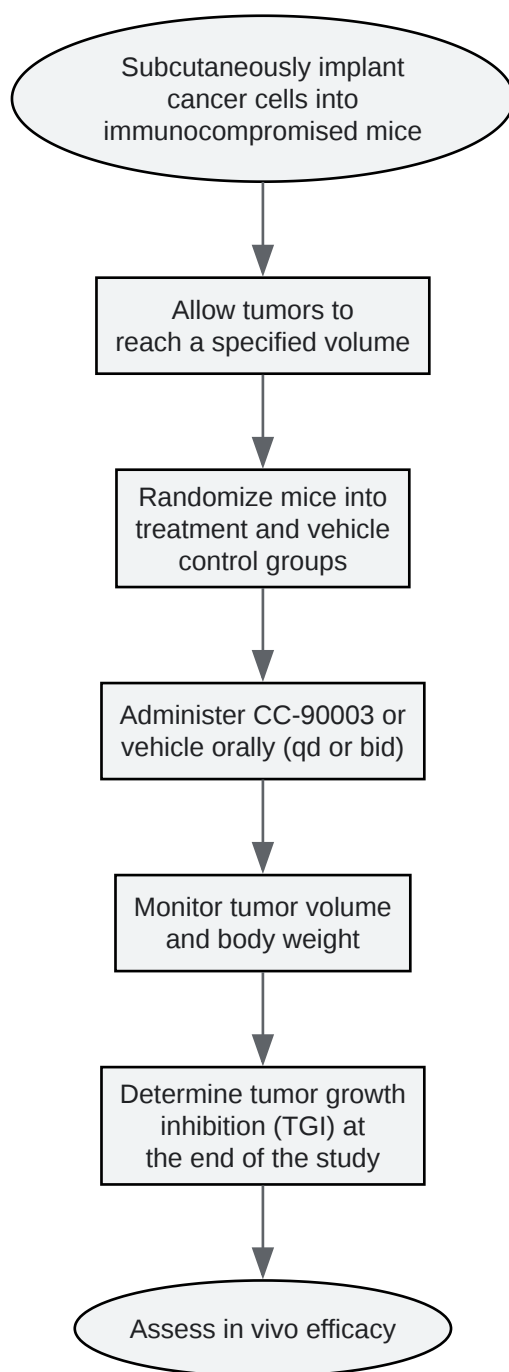 Subcutaneously implant
cancer cells into
immunocompromised mice
Allow tumors to
reach a specified volume
Randomize mice into
treatment and vehicle
control groups
Administer CC-90003 or
vehicle orally (qd or bid)
Monitor tumor volume
and body weight
Determine tumor growth
inhibition (TGI) at
the end of the study
Assess in vivo efficacy